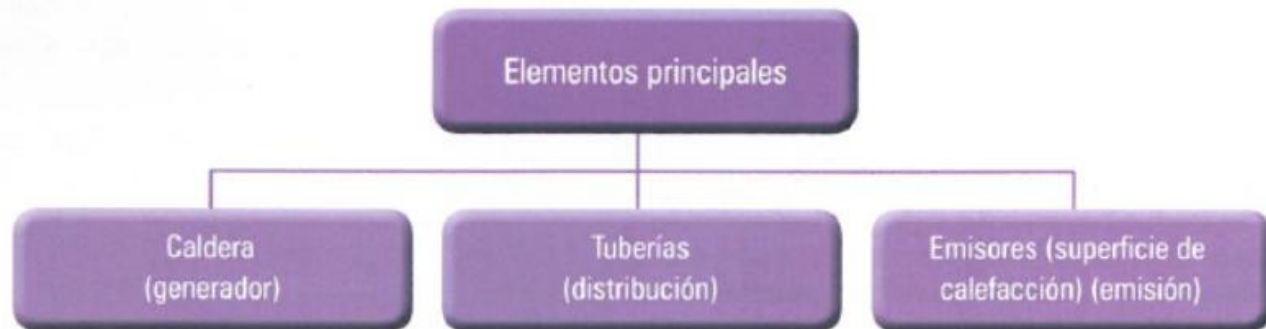 Elementos principales
Caldera
(generador)
Tuberías
(distribución)
Emisores (superficie de
calefacción) (emisión)